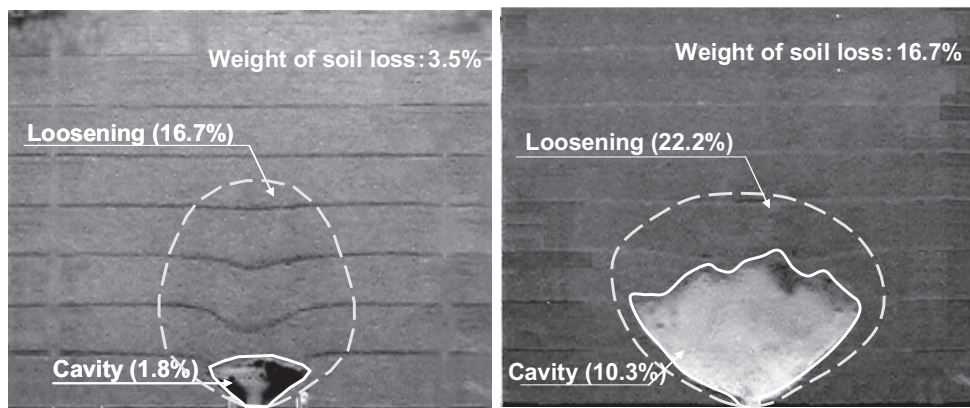 Weight of soil loss:3.5%
Loosening (16.7%)
Cavity (1.8%)
Weight of soil loss:16.7%
Loosening (22.2%)
Cavity (10.3%)